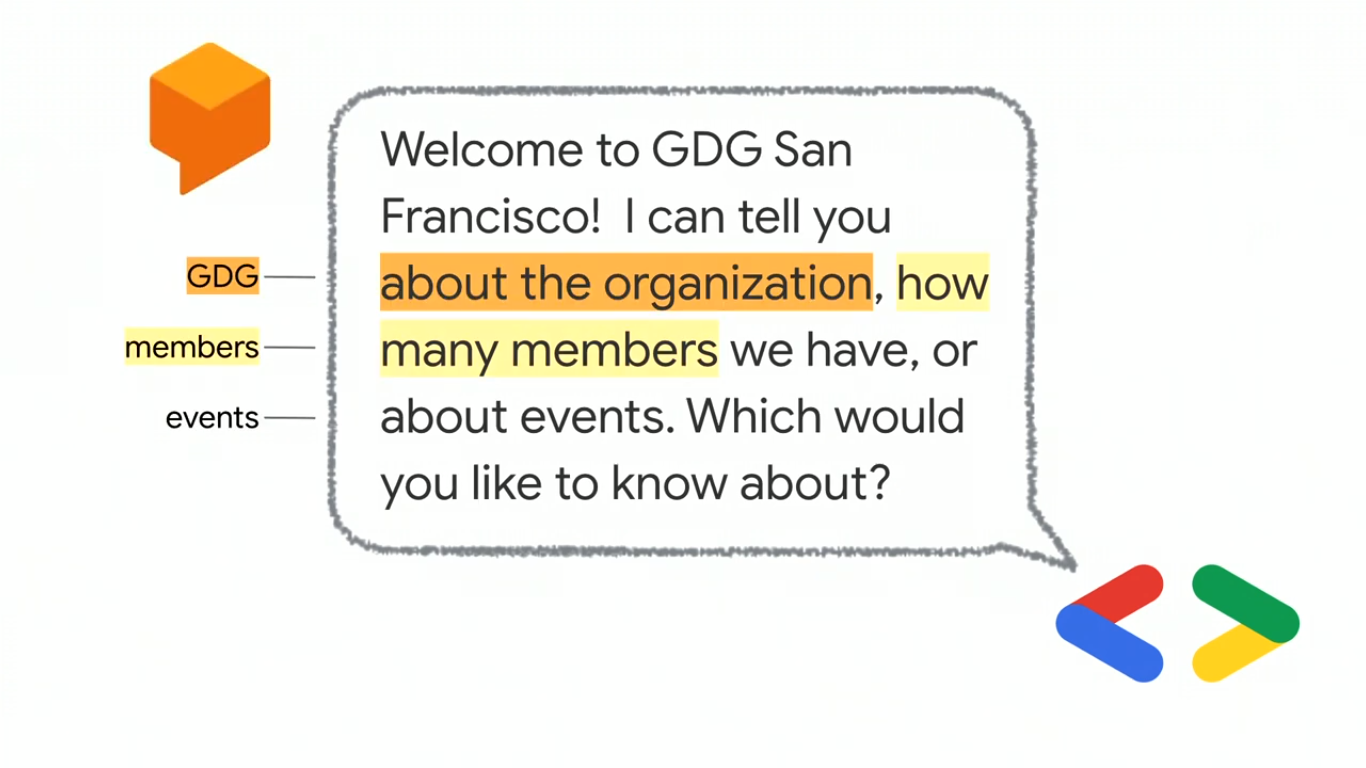 Welcome to GDG San
Francisco!  I can tell you
GDG
about the organization, how
members
many members we have, or
events
about events. Which would
you like to know about?